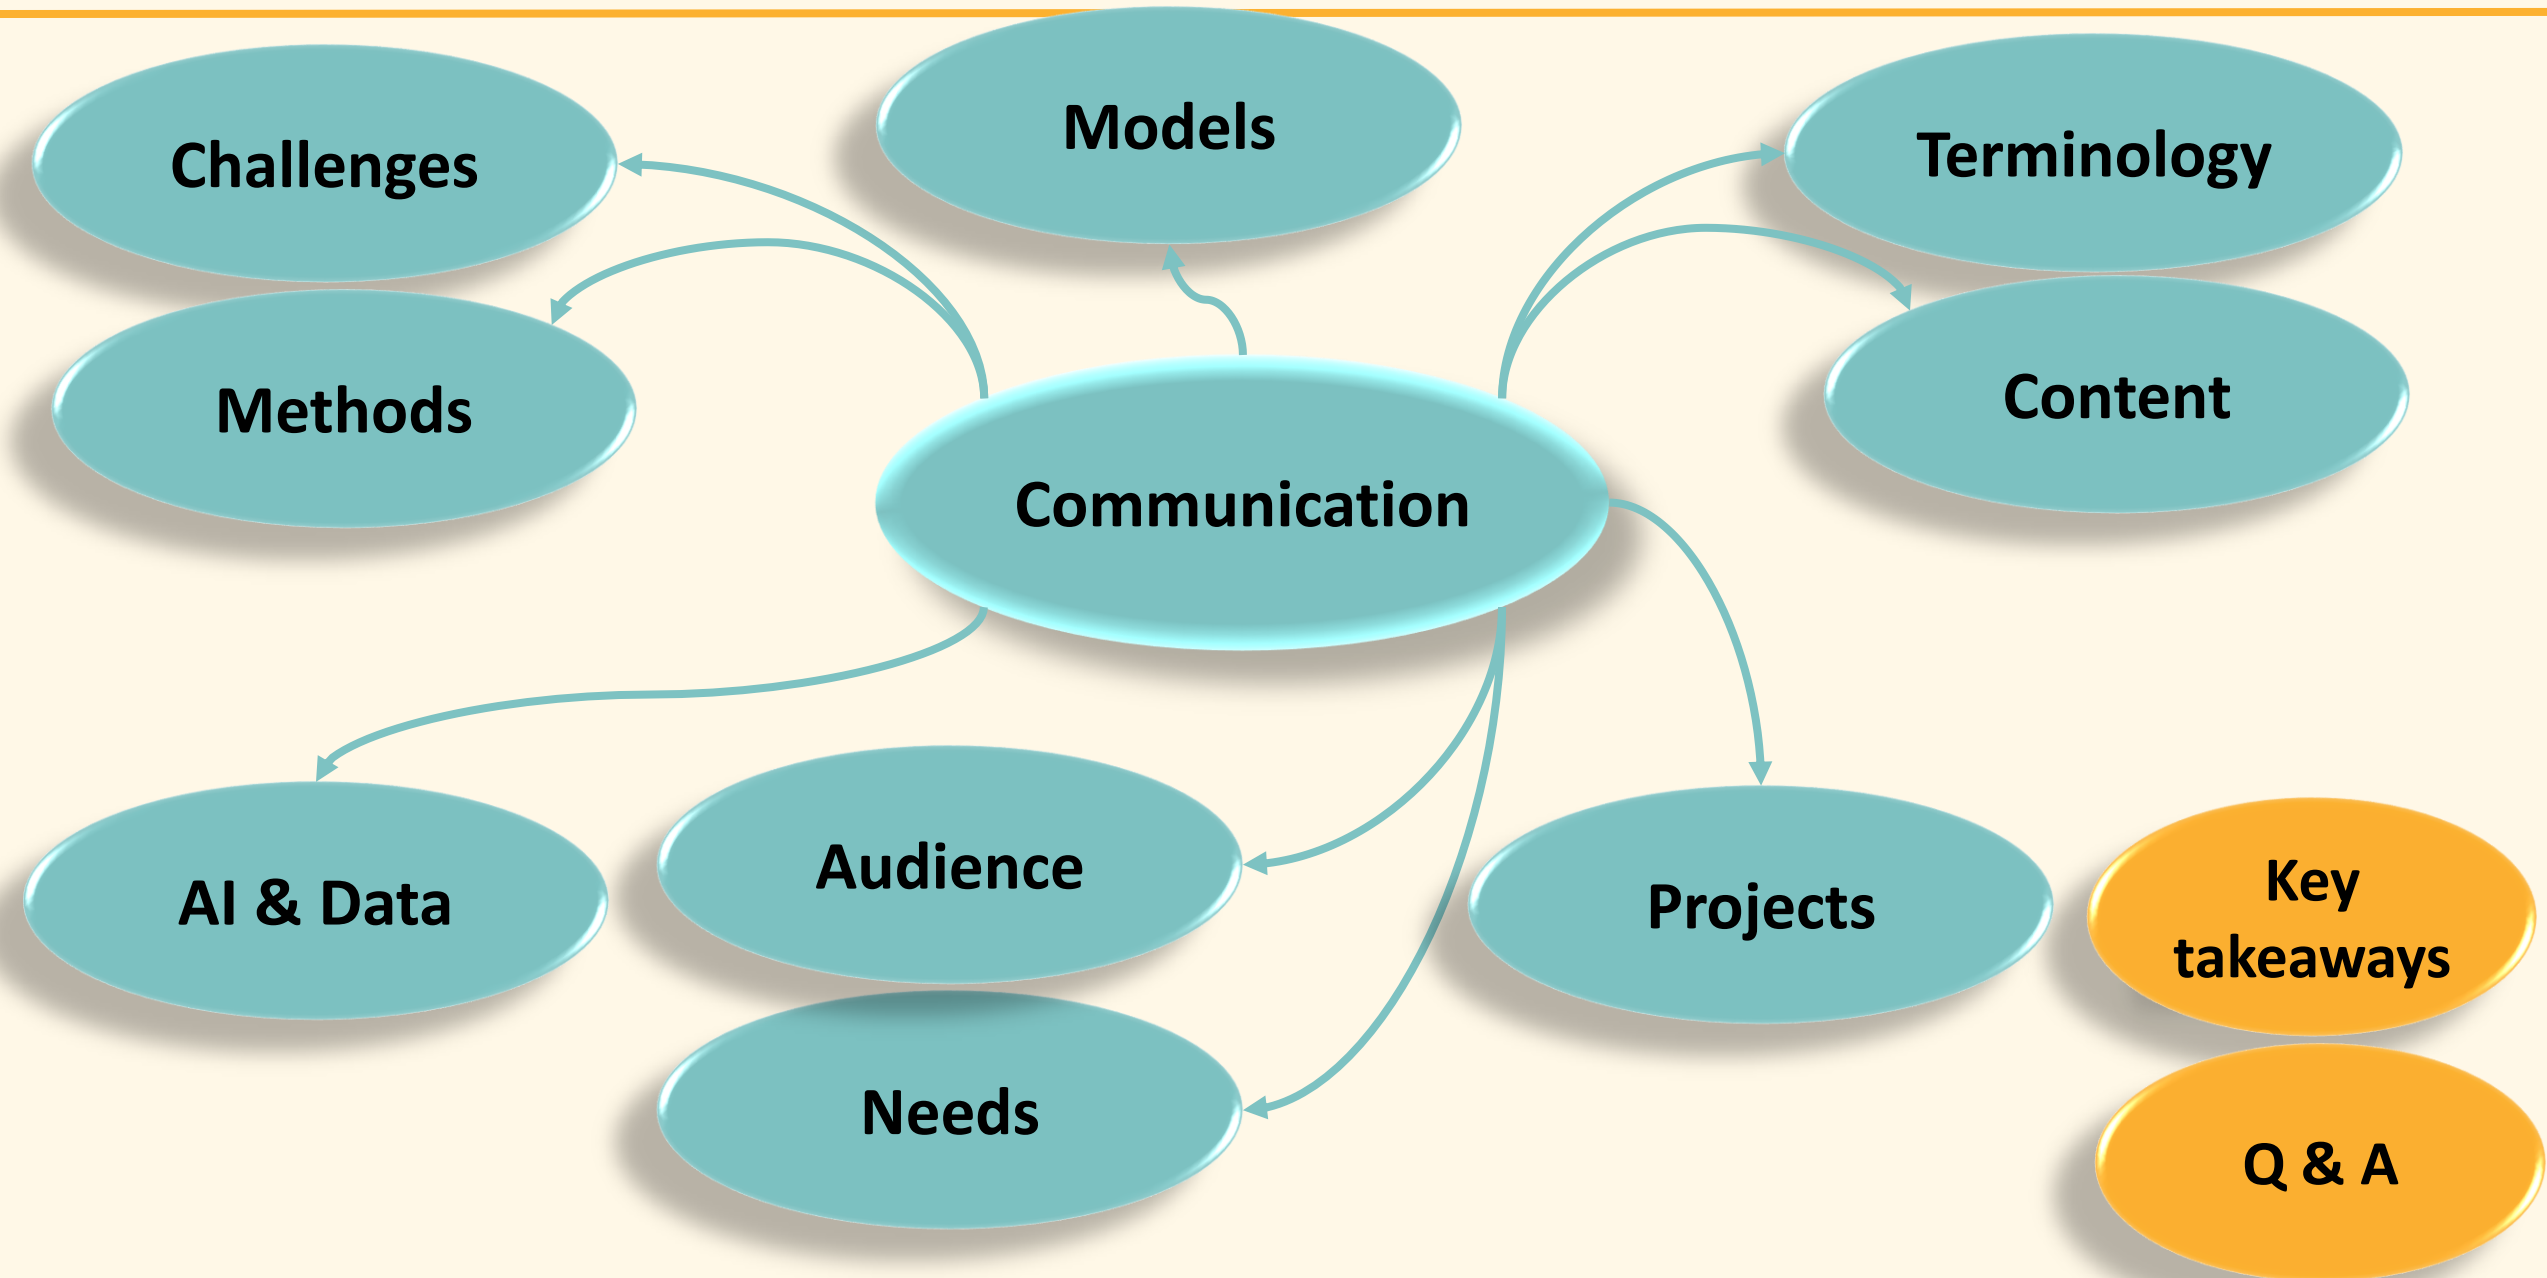 Challenges
Models
Terminology
Methods
Content
Communication
AI & Data
Audience
Projects
Key
takeaways
Needs
Q & A